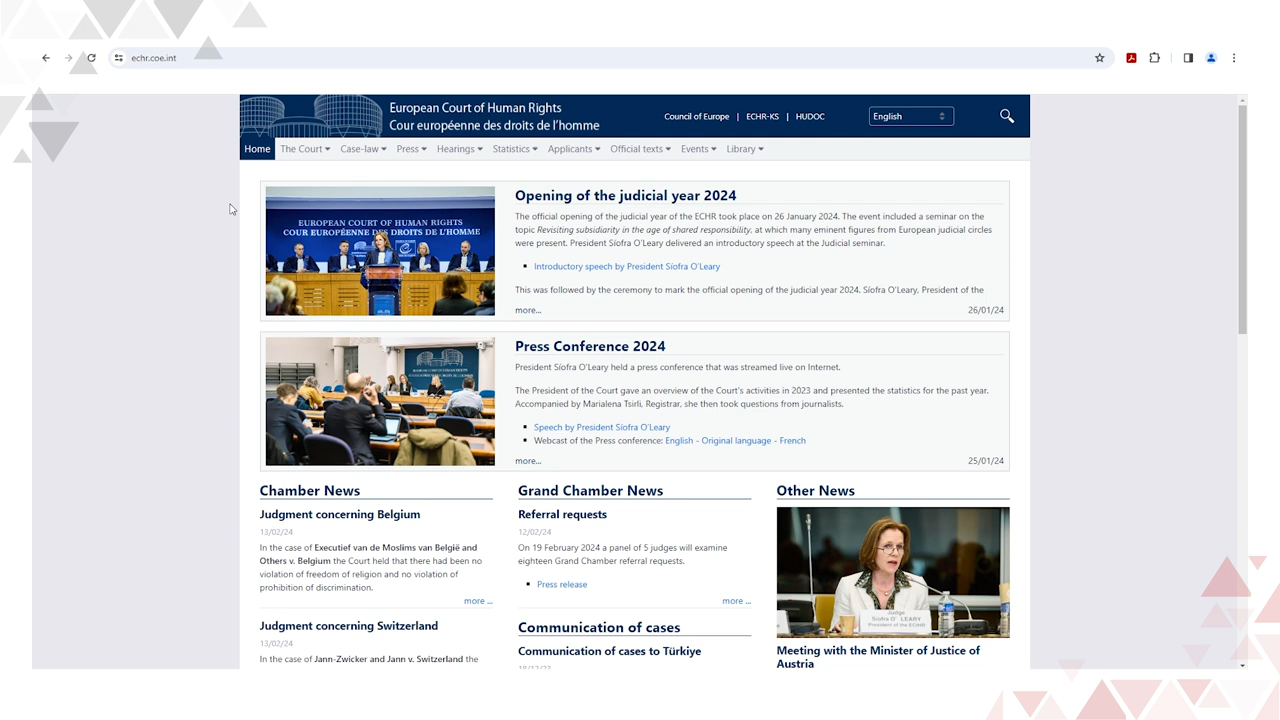 echr.coe.int
European Court of Human Rights
Cour européenne des droits de l'homme
Council of Europe | ECHR-KS | HUDOC
English
Home The Court Case-law Press Hearings Statistics Applicants Official texts Events Library
EUROPEAN COURT OF HUMAN RIGHTS
COUR EUROPÉENNE DES DROITS DE L'HOMME
Opening of the judicial year 2024
The official opening of the judicial year of the ECHR took place on 26 January 2024. The event included a seminar on the
topic Revisiting subsidiarity in the age of shared responsibility, at which many eminent figures from European judicial circles
were present. President Síofra O'Leary delivered an introductory speech at the Judicial seminar.
Introductory speech by President Síofra O'Leary
This was followed by the ceremony to mark the official opening of the judicial year 2024. Síofra O'Leary, President of the
more...
26/01/24
Press Conference 2024
President Síofra O'Leary held a press conference that was streamed live on Internet.
The President of the Court gave an overview of the Court's activities in 2023 and presented the statistics for the past year.
Accompanied by Marialena Tsirli, Registrar, she then took questions from journalists.
Speech by President Síofra O'Leary
Webcast of the Press conference: English - Original language - French
more...
25/01/24
Chamber News
Judgment concerning Belgium
13/02/24
In the case of Executief van de Moslims van België and
Others v. Belgium the Court held that there had been no
violation of freedom of religion and no violation of
prohibition of discrimination.
more ...
Judgment concerning Switzerland
13/02/24
In the case of Jann-Zwicker and Jann v. Switzerland the
Grand Chamber News
Referral requests
12/02/24
On 19 February 2024 a panel of 5 judges will examine
eighteen Grand Chamber referral requests.
Press release
more ...
Communication of cases
Communication of cases to Türkiye
18/12/23
Other News
Judge
Síofra O' LEARY
President of the ECHR
Meeting with the Minister of Justice of
Austria